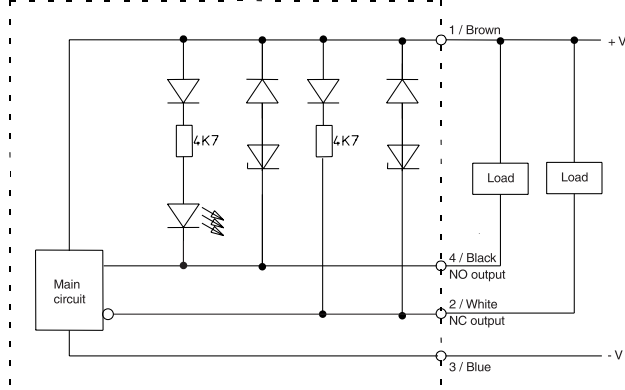 1 / Brown
+ V
4K7
4K7
Load
Load
4 / Black
NO output
Main
circuit
2 / White
NC output
- V
3 / Blue